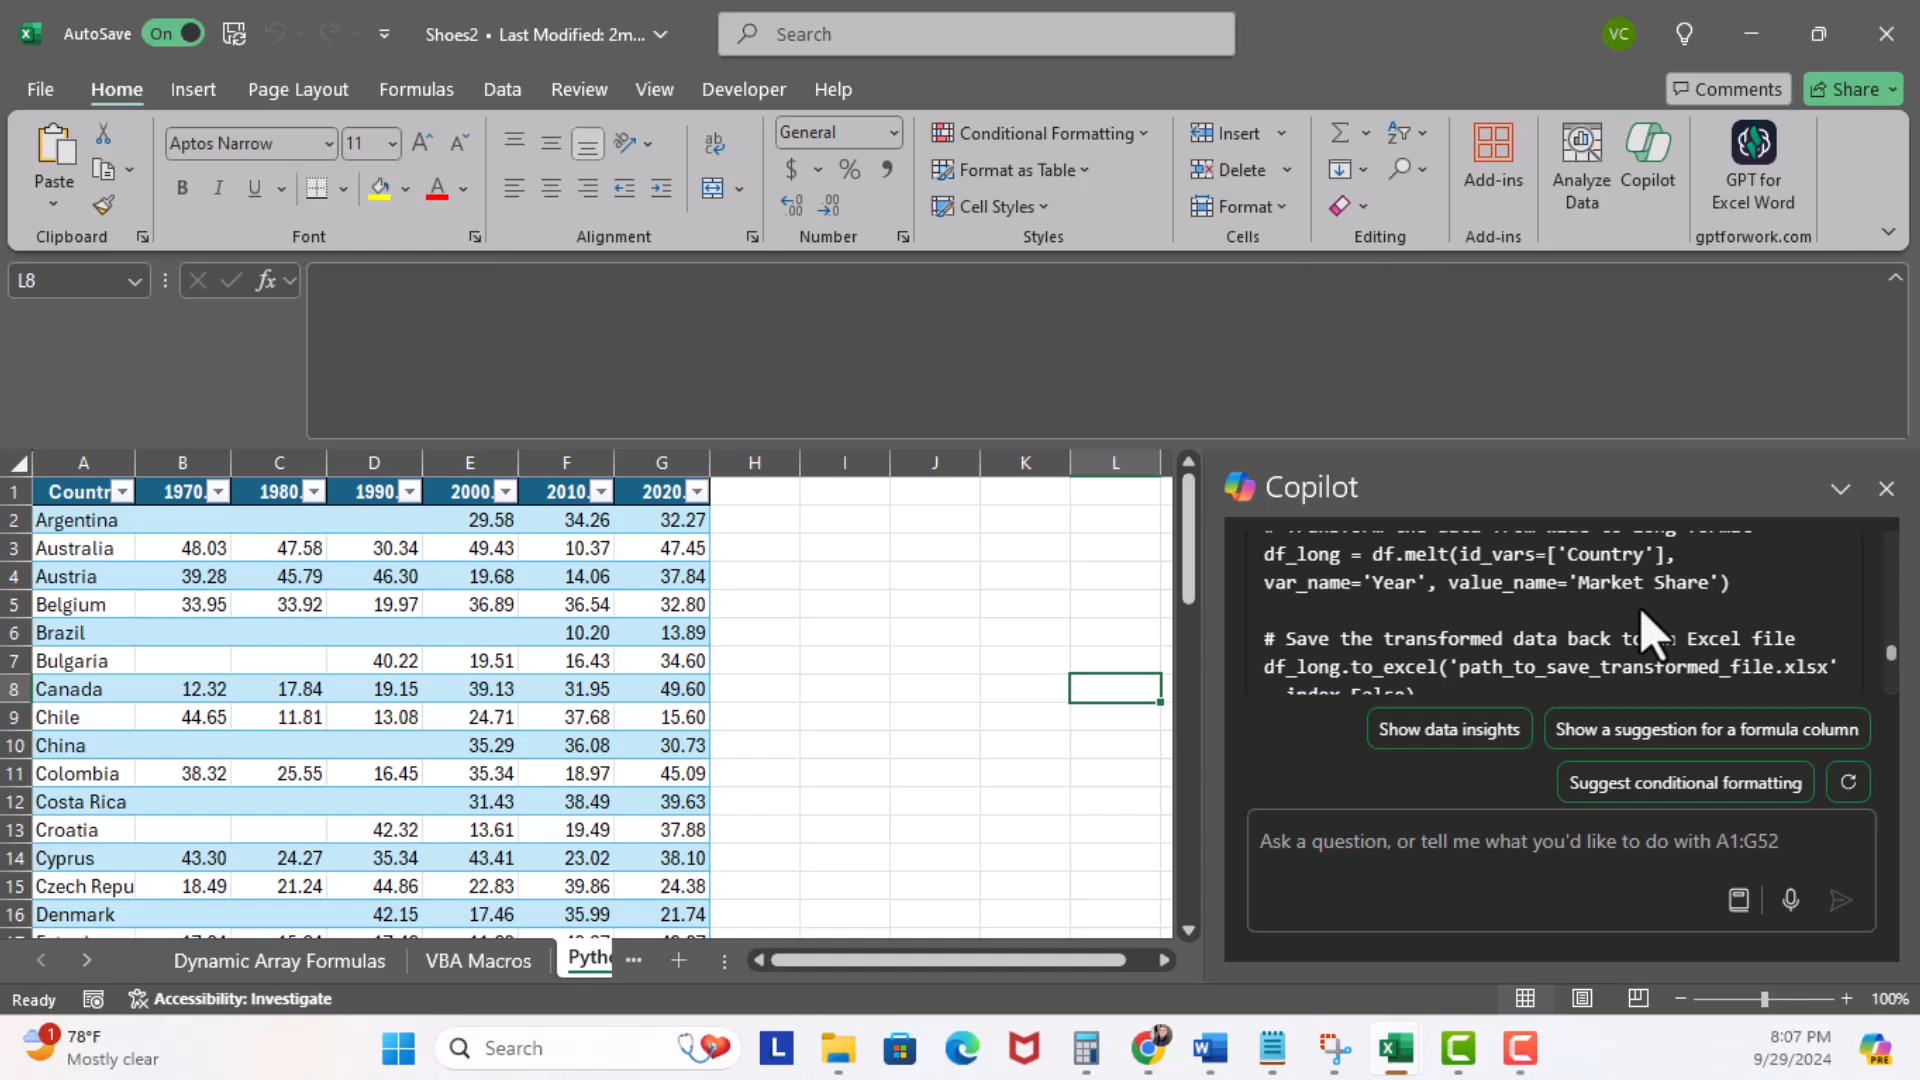 AutoSave On Shoes2 • Last Modified: 2m... Search VC
File Home Insert Page Layout Formulas Data Review View Developer Help Comments Share
Paste
Clipboard
Aptos Narrow 11
B I U A
Font
ab
Alignment
General
$ % 9
Number
Conditional Formatting
Format as Table
Cell Styles
Styles
Insert
Delete
Format
Cells
Editing
Add-ins
Add-ins
Analyze Data
Copilot
GPT for Excel Word
gptforwork.com
L8 fx
A B C D E F G H I J K L
1 Countr 1970. 1980. 1990. 2000. 2010. 2020.
2 Argentina 29.58 34.26 32.27
3 Australia 48.03 47.58 30.34 49.43 10.37 47.45
4 Austria 39.28 45.79 46.30 19.68 14.06 37.84
5 Belgium 33.95 33.92 19.97 36.89 36.54 32.80
6 Brazil 10.20 13.89
7 Bulgaria 40.22 19.51 16.43 34.60
8 Canada 12.32 17.84 19.15 39.13 31.95 49.60
9 Chile 44.65 11.81 13.08 24.71 37.68 15.60
10 China 35.29 36.08 30.73
11 Colombia 38.32 25.55 16.45 35.34 18.97 45.09
12 Costa Rica 31.43 38.49 39.63
13 Croatia 42.32 13.61 19.49 37.88
14 Cyprus 43.30 24.27 35.34 43.41 23.02 38.10
15 Czech Repu 18.49 21.24 44.86 22.83 39.86 24.38
16 Denmark 42.15 17.46 35.99 21.74
Copilot
df_long = df.melt(id_vars=['Country'],
var_name='Year', value_name='Market Share')
# Save the transformed data back to Excel file
df_long.to_excel('path_to_save_transformed_file.xlsx'
Show data insights Show a suggestion for a formula column
Suggest conditional formatting
Ask a question, or tell me what you'd like to do with A1:G52
Dynamic Array Formulas VBA Macros Pyth
Ready Accessibility: Investigate 100%
1 78°F
Mostly clear
Search
L
8:07 PM
9/29/2024
PRE